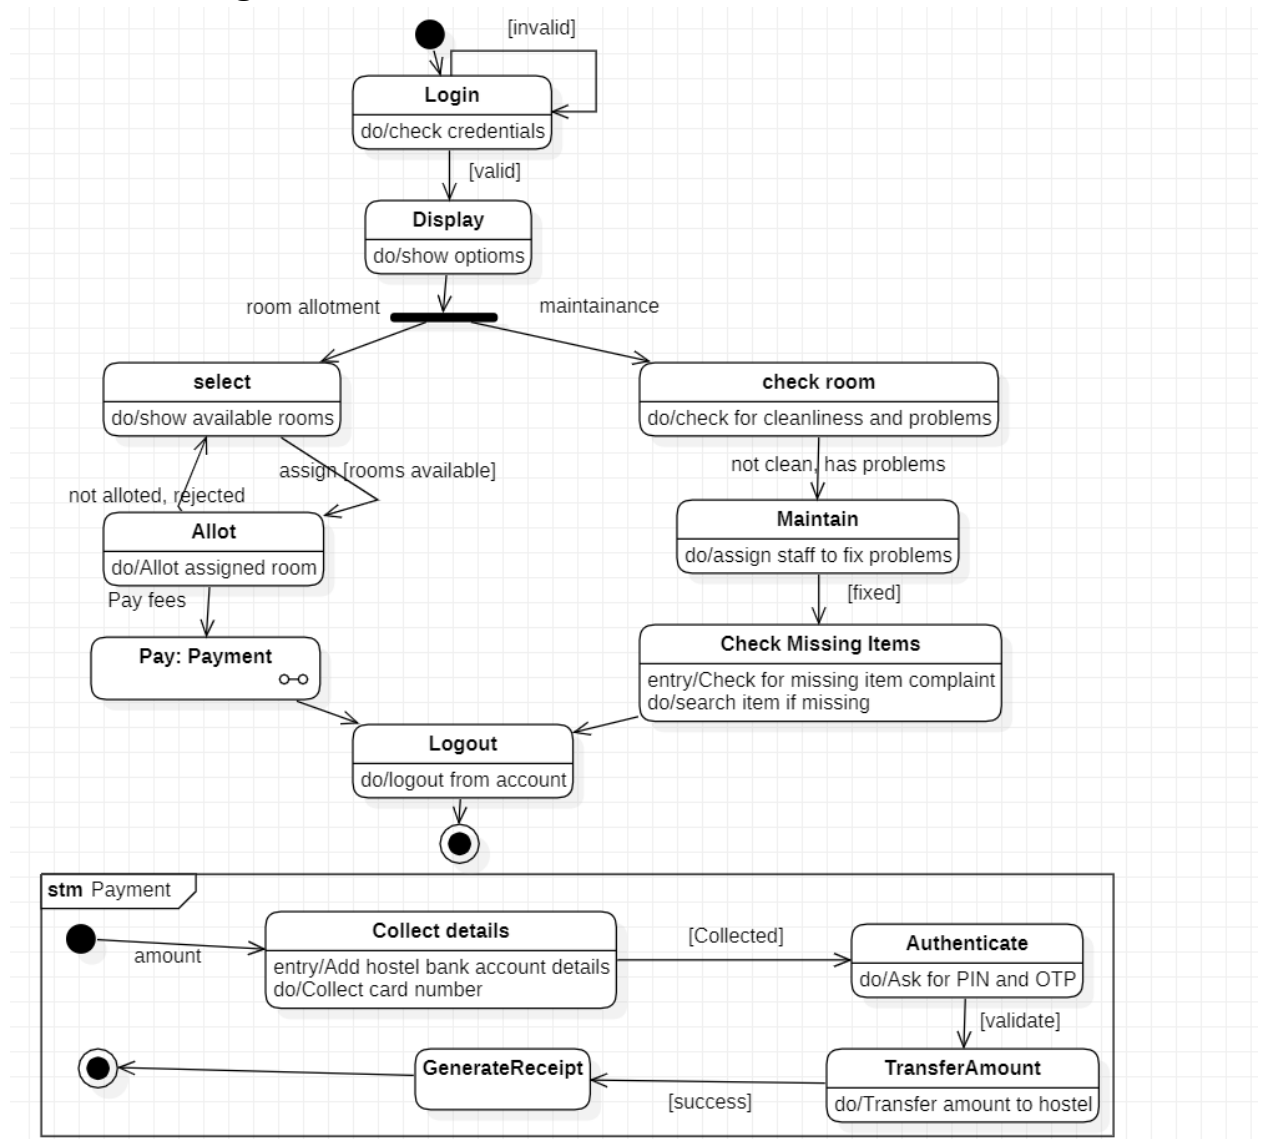 [invalid]
Login
do/check credentials
[valid]
Display
do/show optioms
room allotment
maintainance
select
do/show available rooms
check room
do/check for cleanliness and problems
assign [rooms available]
not clean, has problems
not alloted, rejected
Allot
do/Allot assigned room
Maintain
do/assign staff to fix problems
Pay fees
[fixed]
Pay: Payment
Check Missing Items
entry/Check for missing item complaint
do/search item if missing
Logout
do/logout from account
stm Payment
amount
Collect details
entry/Add hostel bank account details
do/Collect card number
[Collected]
Authenticate
do/Ask for PIN and OTP
[validate]
TransferAmount
do/Transfer amount to hostel
[success]
GenerateReceipt